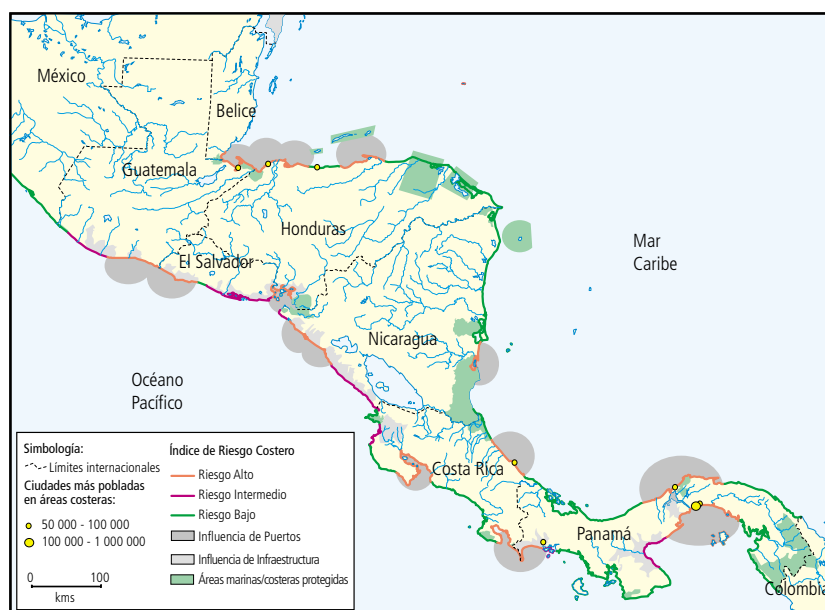 México
Belice
Guatemala
Honduras
El Salvador
Mar
Caribe
Nicaragua
Océano
Pacífico
Costa Rica
Panamá
Colombia
Simbología:
Límites internacionales
Ciudades más pobladas
en áreas costeras:
50 000 - 100 000
100 000 - 1 000 000
0 100
kms
Índice de Riesgo Costero
Riesgo Alto
Riesgo Intermedio
Riesgo Bajo
Influencia de Puertos
Influencia de Infraestructura
Áreas marinas/costeras protegidas